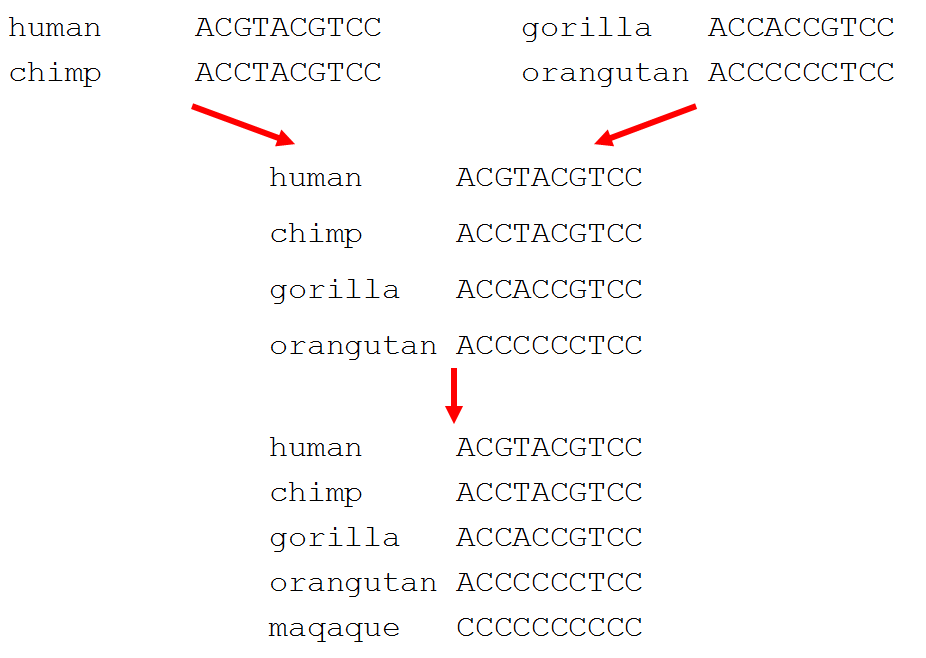 human ACGTACGTCC gorilla ACCACCGTCC
chimp ACCTACGTCC orangutan ACCCCCCTCC
human ACGTACGTCC
chimp ACCTACGTCC
gorilla ACCACCGTCC
orangutan ACCCCCCTCC
human ACGTACGTCC
chimp ACCTACGTCC
gorilla ACCACCGTCC
orangutan ACCCCCCTCC
maqaque CCCCCCCCCC